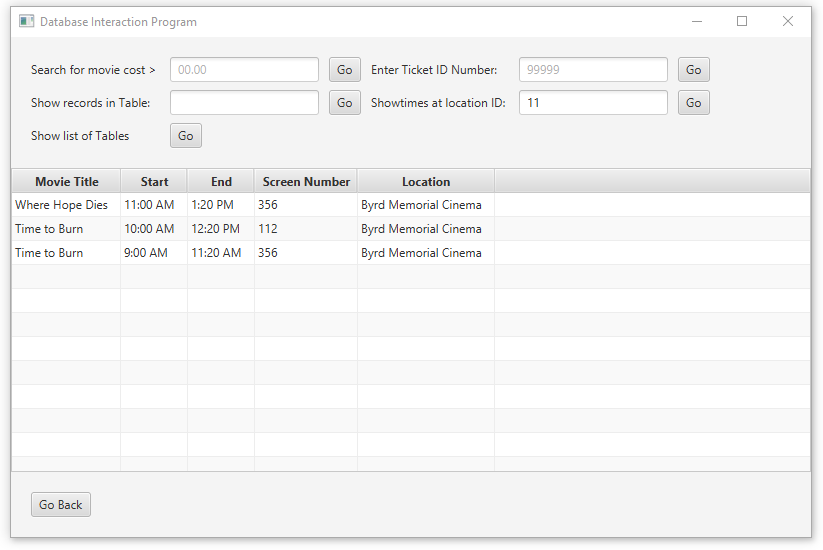 Database Interaction Program
Search for movie cost > 00.00 Go Enter Ticket ID Number: 99999 Go
Show records in Table: Go Showtimes at location ID: 11 Go
Show list of Tables Go
Movie Title Start End Screen Number Location
Where Hope Dies 11:00 AM 1:20 PM 356 Byrd Memorial Cinema
Time to Burn 10:00 AM 12:20 PM 112 Byrd Memorial Cinema
Time to Burn 9:00 AM 11:20 AM 356 Byrd Memorial Cinema
Go Back